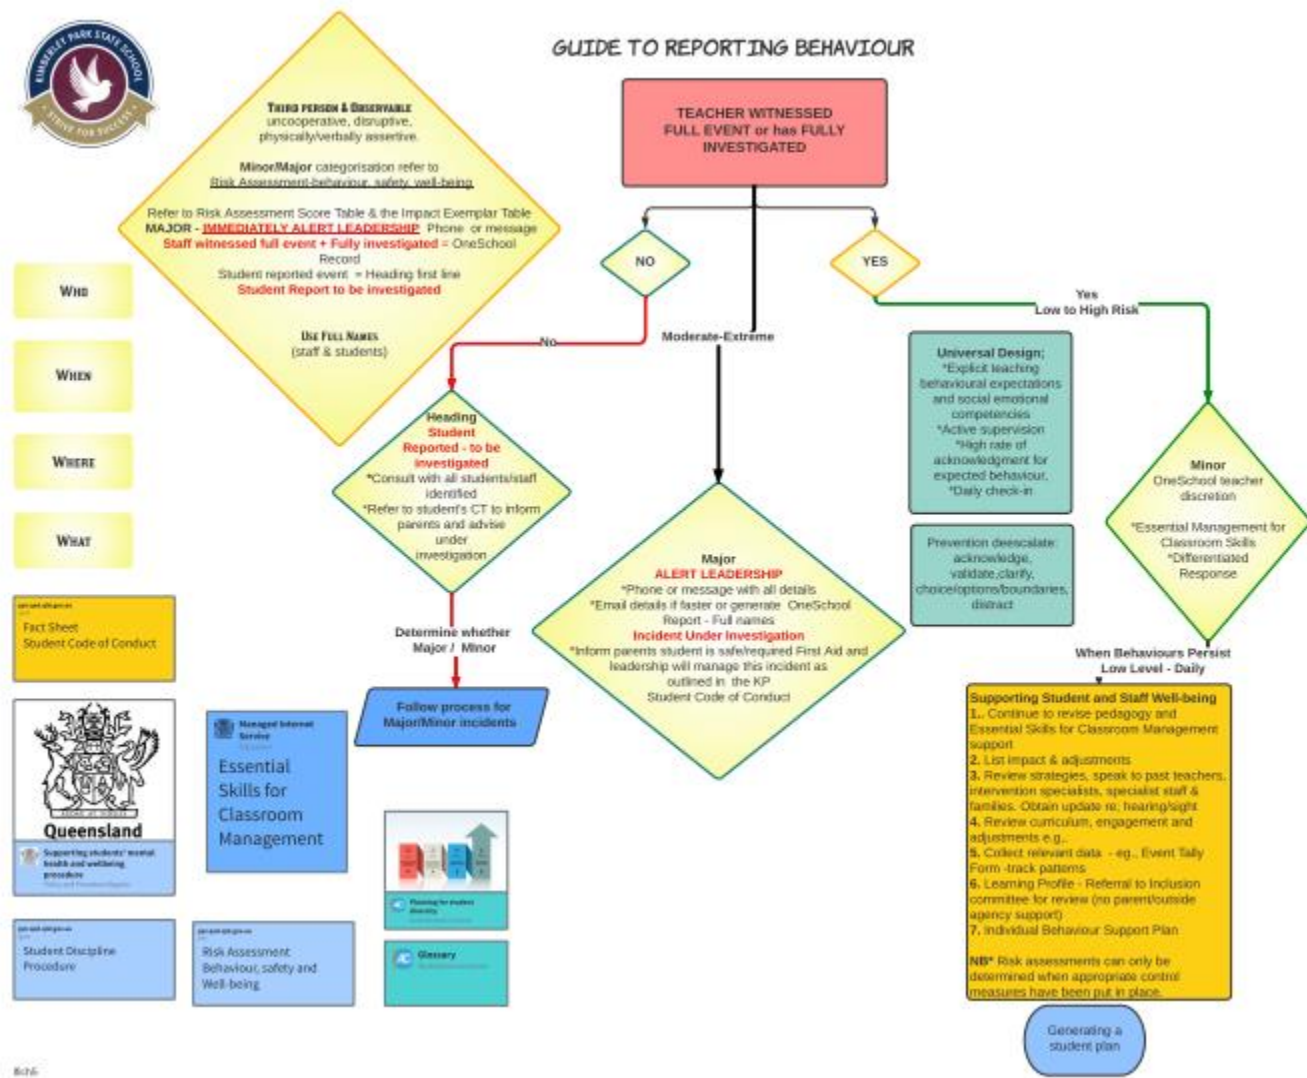 KIMBERLEY PARK STATE SCHOOL
STRIVE FOR SUCCESS
GUIDE TO REPORTING BEHAVIOUR
THIRD PERSON & OBSERVABLE
uncooperative, disruptive,
physically/verbally assertive.
Minor/Major categorisation refer to
Risk Assessment-behaviour, safety, well-being
Refer to Risk Assessment Score Table & the Impact Exemplar Table
MAJOR - IMMEDIATELY ALERT LEADERSHIP Phone or message
Staff witnessed full event + Fully investigated = OneSchool
Record
Student reported event = Heading first line
Student Report to be investigated
USE FULL NAMES
(staff & students)
TEACHER WITNESSED
FULL EVENT or has FULLY
INVESTIGATED
NO
YES
No
Moderate-Extreme
Yes
Low to High Risk
WHO
WHEN
WHERE
WHAT
Heading
Student
Reported - to be
investigated
*Consult with all students/staff
identified
*Refer to student's CT to inform
parents and advise
under
investigation
Determine whether
Major / Minor
Follow process for
Major/Minor incidents
Major
ALERT LEADERSHIP
*Phone or message with all details
*Email details if faster or generate OneSchool
Report - Full names
Incident Under Investigation
*Inform parents student is safe/required First Aid and
leadership will manage this incident as
outlined in the KP
Student Code of Conduct
Universal Design;
*Explicit teaching
behavioural expectations
and social emotional
competencies
*Active supervision
*High rate of
acknowledgment for
expected behaviour.
*Daily check-in
Prevention deescalate:
acknowledge,
validate,clarify,
choice/options/boundaries,
distract
Minor
OneSchool teacher
discretion
*Essential Management for
Classroom Skills
*Differentiated
Response
When Behaviours Persist
Low Level - Daily
Supporting Student and Staff Well-being
1.. Continue to revise pedagogy and
Essential Skills for Classroom Management
support
2. List impact & adjustments
3. Review strategies, speak to past teachers,
intervention specialists, specialist staff &
families. Obtain update re; hearing/sight
4. Review curriculum, engagement and
adjustments e.g..
5. Collect relevant data - eg., Event Tally
Form -track patterns
6. Learning Profile - Referral to Inclusion
committee for review (no parent/outside
agency support)
7. Individual Behaviour Support Plan
NB* Risk assessments can only be
determined when appropriate control
measures have been put in place.
Generating a
student plan
Fact Sheet
Student Code of Conduct
Queensland
Supporting students' mental
health and wellbeing
procedure
Managed Internet
Service
Essential
Skills for
Classroom
Management
Student Discipline
Procedure
Risk Assessment
Behaviour, safety and
Well-being
Planning for student
diversity
Glossary